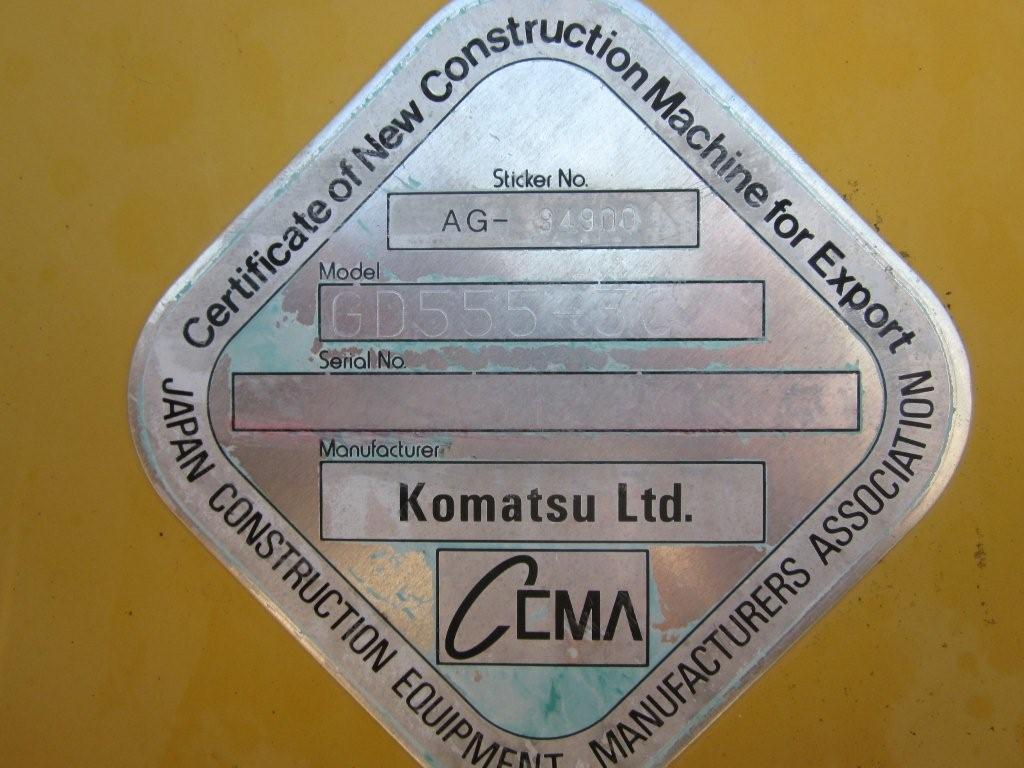 Certificate of New Construction Machine for Export
Sticker No.
AG-
Model
GD555-3C
Serial No.
Manufacturer
Komatsu Ltd.
CEMA
JAPAN CONSTRUCTION EQUIPMENT MANUFACTURERS ASSOCIATION